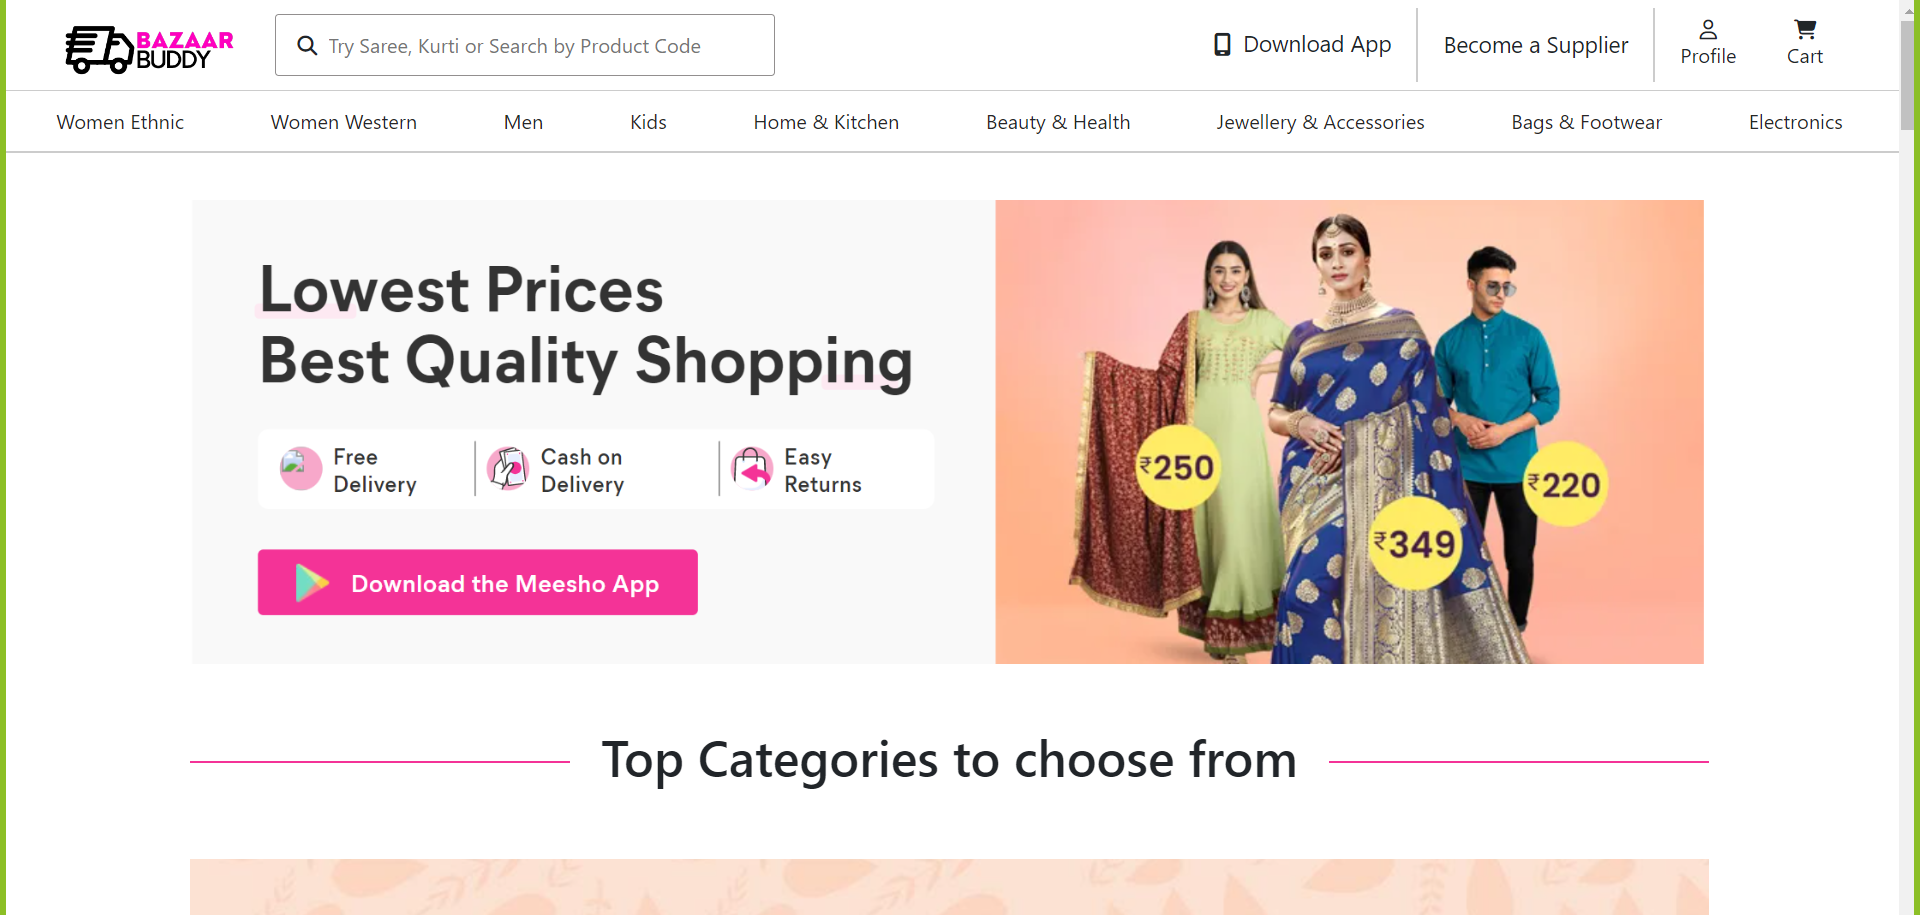 BAZAAR
BUDDY
Try Saree, Kurti or Search by Product Code
Download App
Become a Supplier
Profile
Cart
Women Ethnic
Women Western
Men
Kids
Home & Kitchen
Beauty & Health
Jewellery & Accessories
Bags & Footwear
Electronics
Lowest Prices
Best Quality Shopping
Free
Delivery
Cash on
Delivery
Easy
Returns
Download the Meesho App
₹250
₹349
₹220
Top Categories to choose from